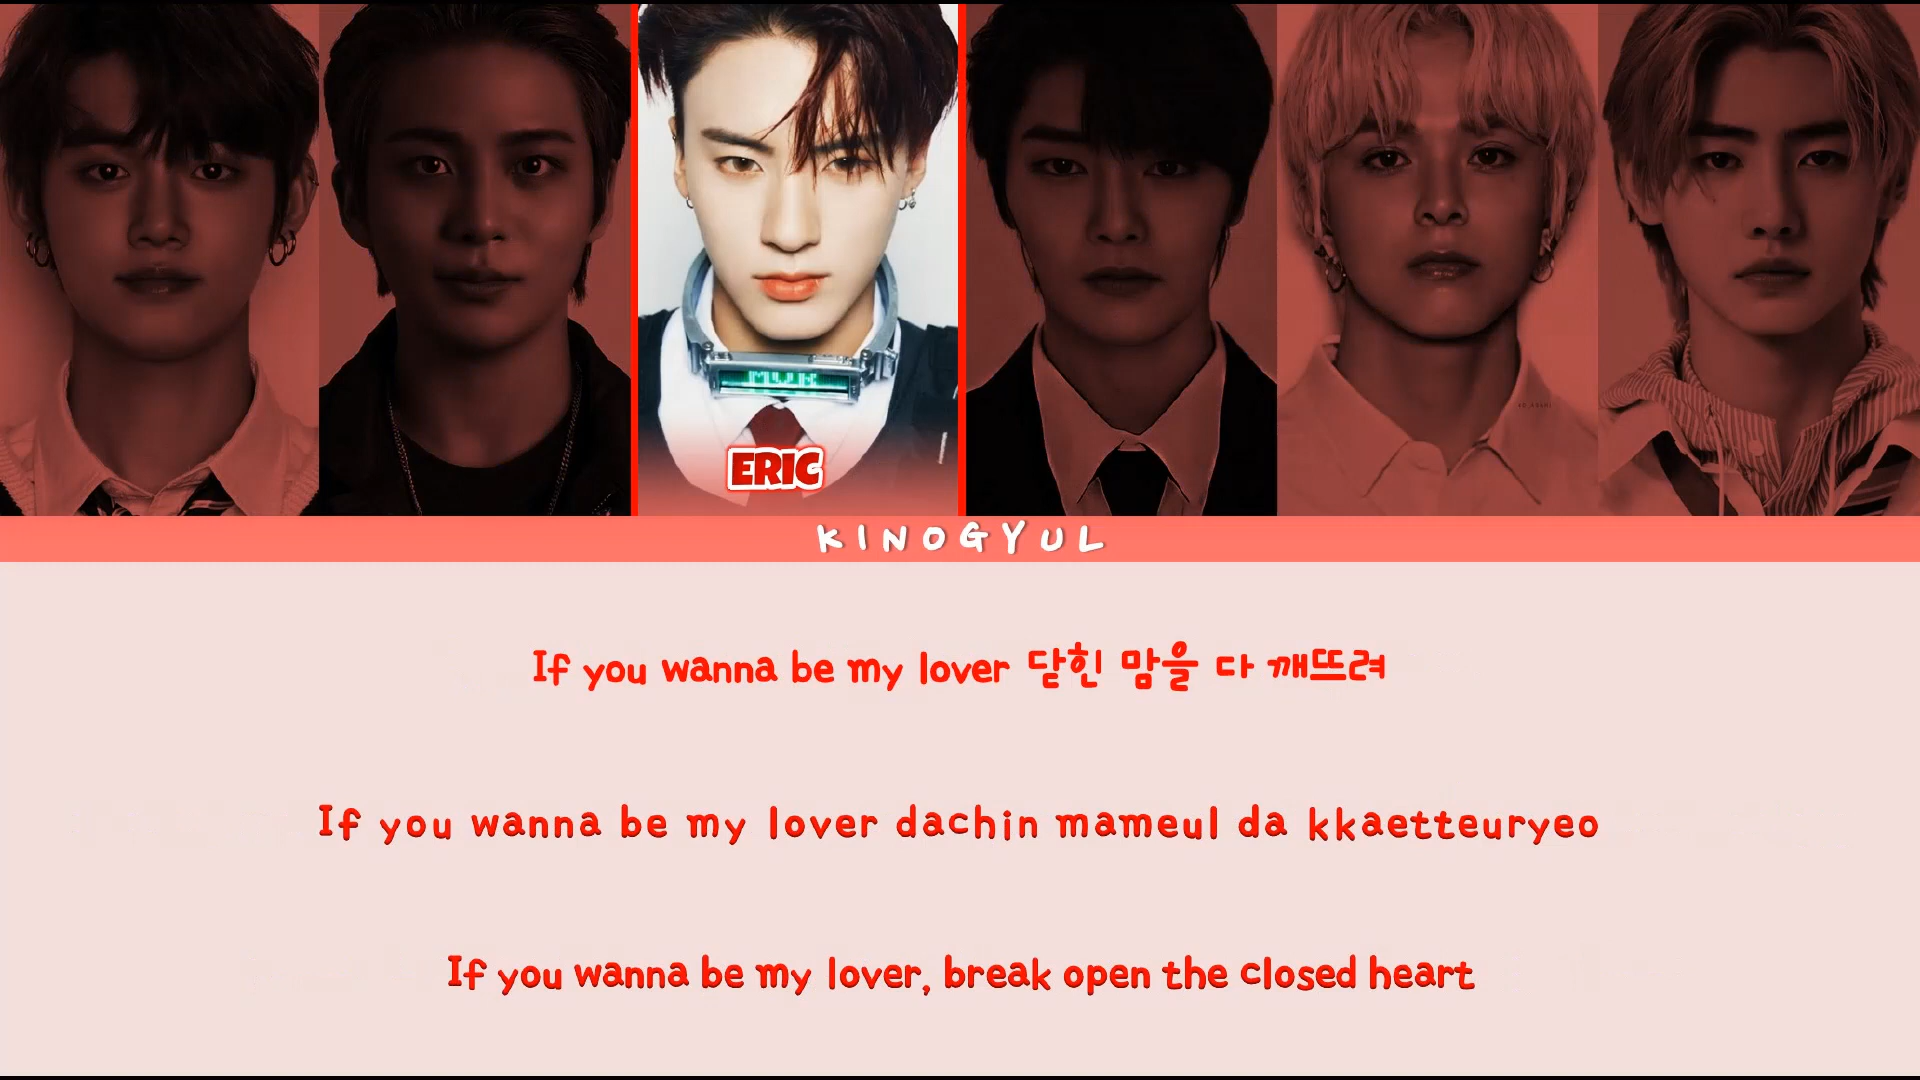 ERIC
KINOGYUL
If you wanna be my lover 닫힌 맘을 다 깨뜨려
If you wanna be my lover dachin mameul da kkaetteuryeo
If you wanna be my lover, break open the closed heart